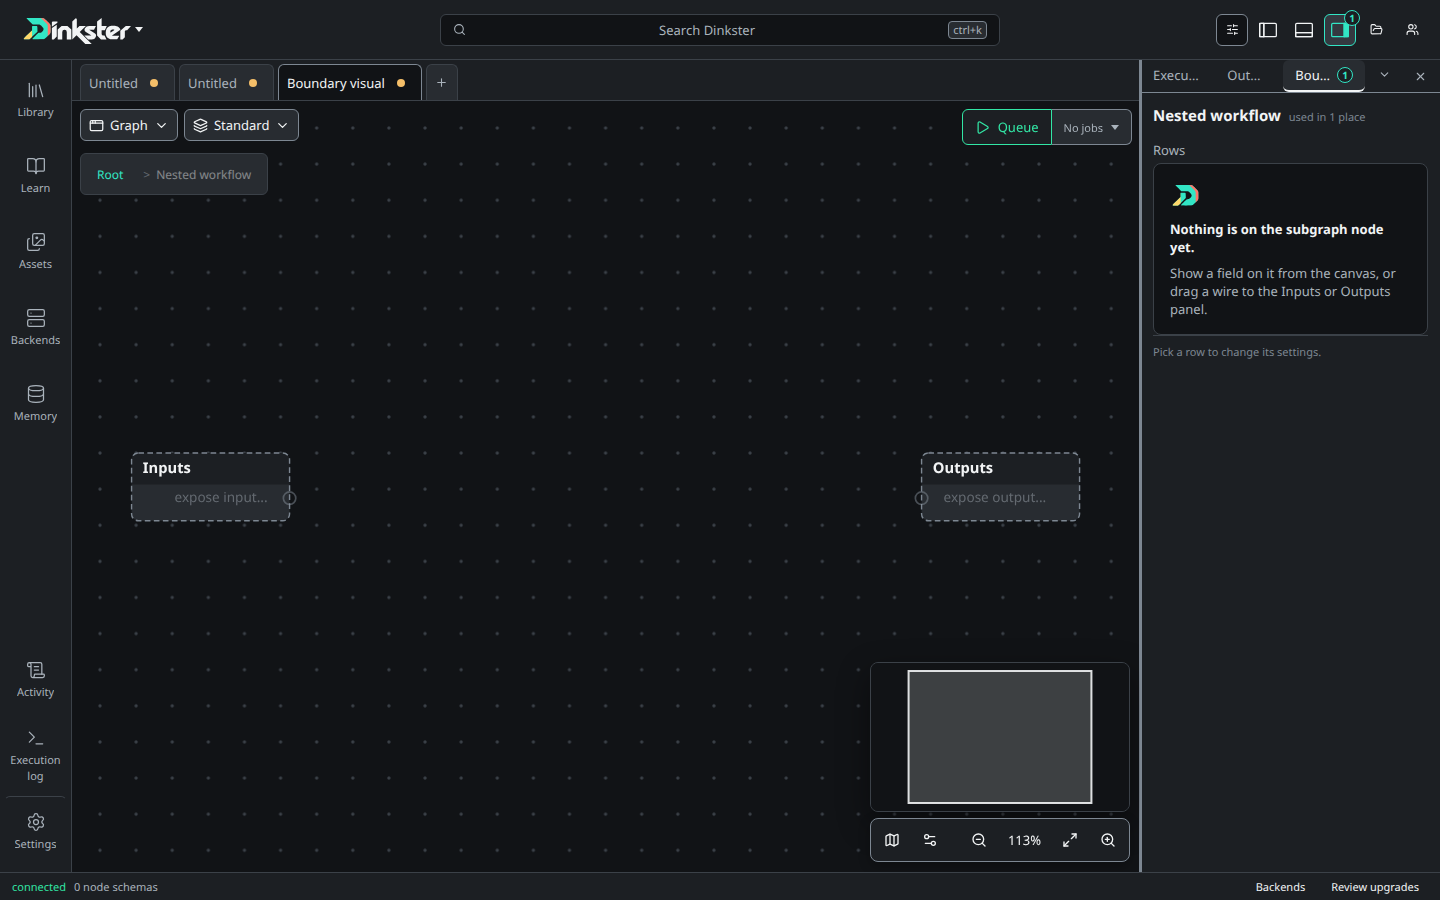 Dinkster
Search Dinkster
ctrl+k
1
Library
Learn
Assets
Backends
Memory
Activity
Execution
log
Settings
Untitled
Untitled
Boundary visual
+
Graph
Standard
Queue
No jobs
Root > Nested workflow
Inputs
expose input...
Outputs
expose output...
113%
Execu...
Out...
Bou... 1
Nested workflow used in 1 place
Rows
Nothing is on the subgraph node
yet.
Show a field on it from the canvas, or
drag a wire to the Inputs or Outputs
panel.
Pick a row to change its settings.
connected 0 node schemas
Backends
Review upgrades